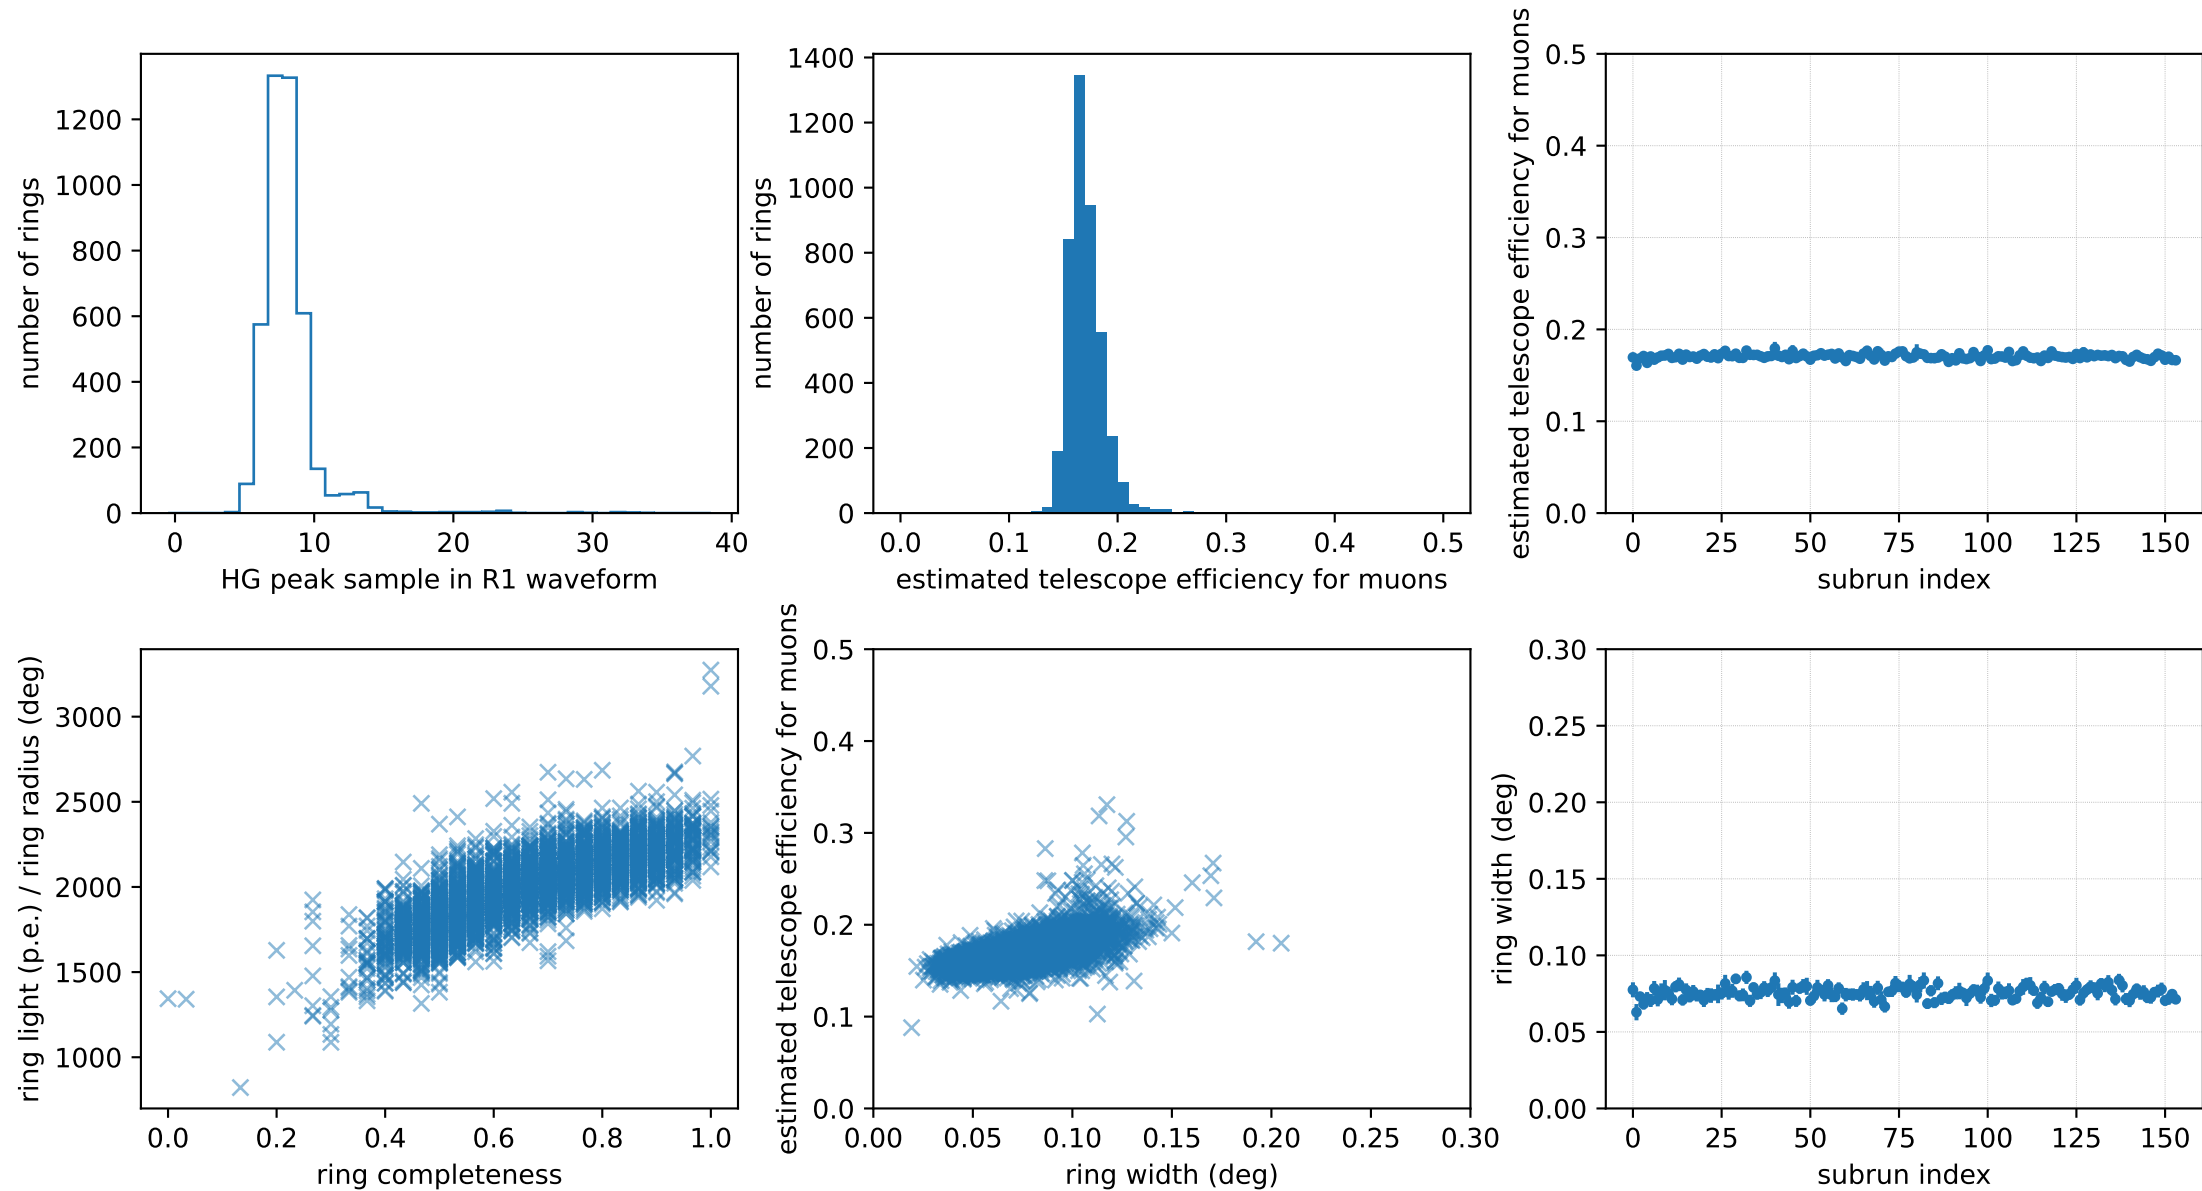 number of rings
0
200
400
600
800
1000
1200
0 10 20 30 40
HG peak sample in R1 waveform
number of rings
0
200
400
600
800
1000
1200
1400
0.0 0.1 0.2 0.3 0.4 0.5
estimated telescope efficiency for muons
estimated telescope efficiency for muons
0.5
0.4
0.3
0.2
0.1
0.0
0 25 50 75 100 125 150
subrun index
ring light (p.e.) / ring radius (deg)
3000
2500
2000
1500
1000
0.0 0.2 0.4 0.6 0.8 1.0
ring completeness
estimated telescope efficiency for muons
0.5
0.4
0.3
0.2
0.1
0.0
0.00 0.05 0.10 0.15 0.20 0.25 0.30
ring width (deg)
ring width (deg)
0.30
0.25
0.20
0.15
0.10
0.05
0.00
0 25 50 75 100 125 150
subrun index